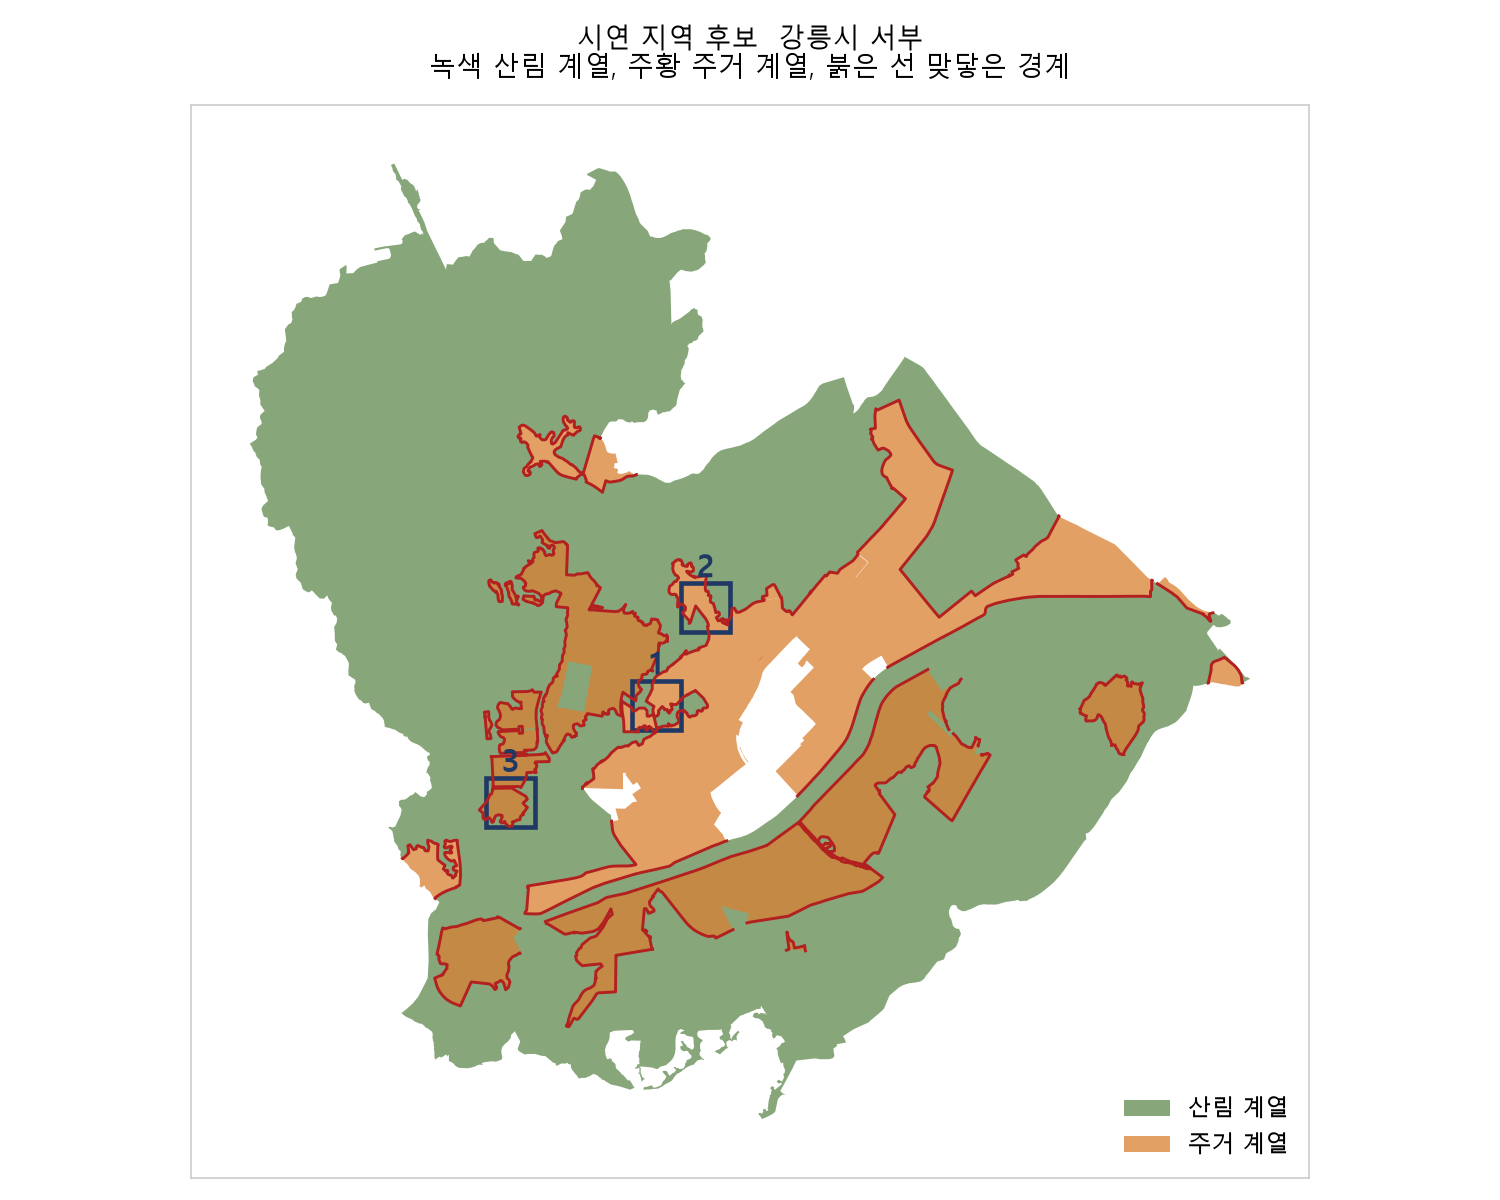 시연 지역 후보 강릉시 서부
녹색 산림 계열, 주황 주거 계열, 붉은 선 맞닿은 경계
2
1
3
산림 계열
주거 계열